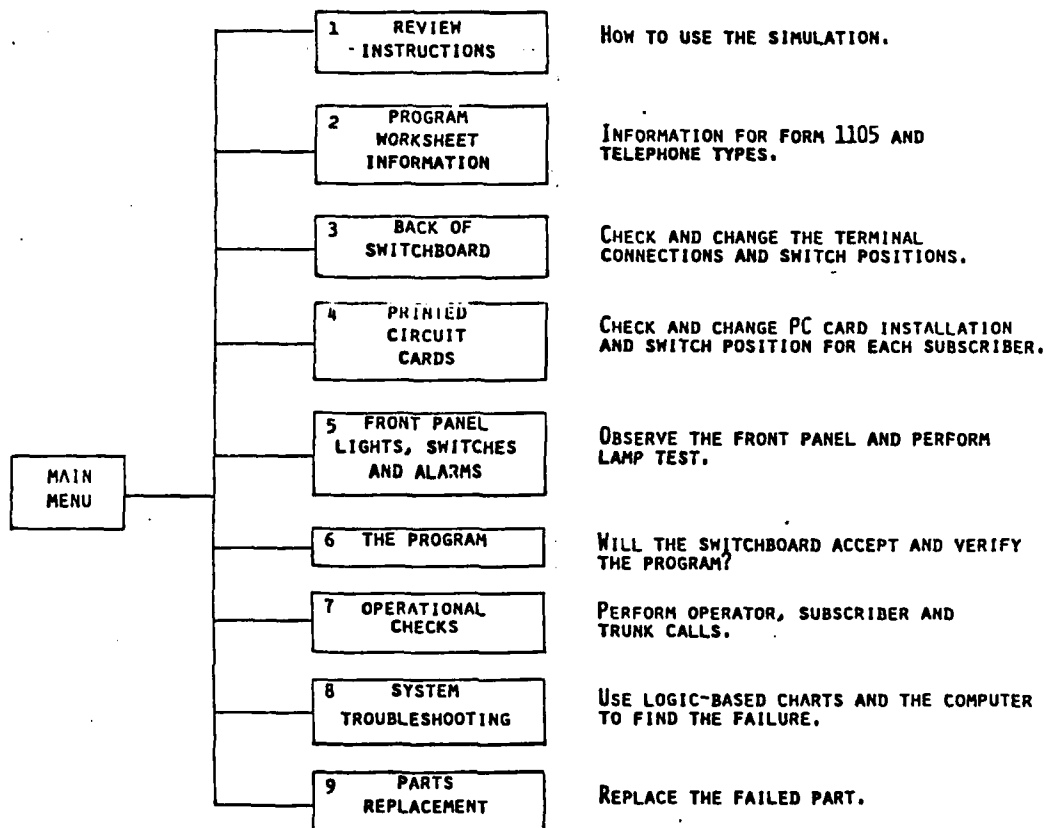 1 REVIEW
INSTRUCTIONS
HOW TO USE THE SIMULATION.
2 PROGRAM
WORKSHEET
INFORMATION
INFORMATION FOR FORM 1105 AND
TELEPHONE TYPES.
3 BACK OF
SWITCHBOARD
CHECK AND CHANGE THE TERMINAL
CONNECTIONS AND SWITCH POSITIONS.
4 PRINTED
CIRCUIT
CARDS
CHECK AND CHANGE PC CARD INSTALLATION
AND SWITCH POSITION FOR EACH SUBSCRIBER.
5 FRONT PANEL
LIGHTS, SWITCHES
AND ALARMS
OBSERVE THE FRONT PANEL AND PERFORM
LAMP TEST.
MAIN
MENU
6 THE PROGRAM
WILL THE SWITCHBOARD ACCEPT AND VERIFY
THE PROGRAM?
7 OPERATIONAL
CHECKS
PERFORM OPERATOR, SUBSCRIBER AND
TRUNK CALLS.
8 SYSTEM
TROUBLESHOOTING
USE LOGIC-BASED CHARTS AND THE COMPUTER
TO FIND THE FAILURE.
9 PARTS
REPLACEMENT
REPLACE THE FAILED PART.